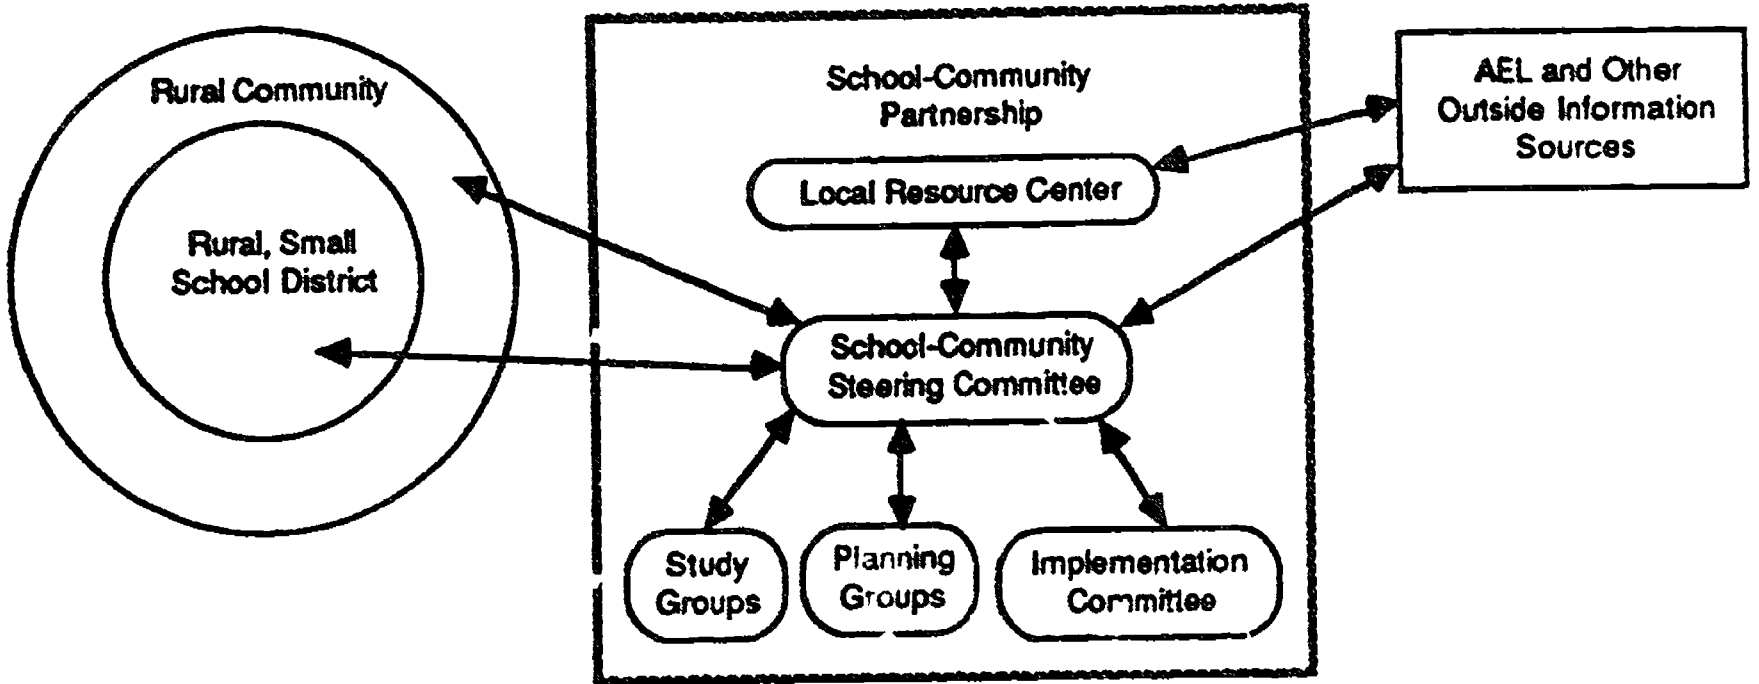 Rural Community
Rural, Small
School District
School-Community
Partnership
Local Resource Center
School-Community
Steering Committee
Study
Groups
Planning
Groups
Implementation
Committee
AEL and Other
Outside Information
Sources